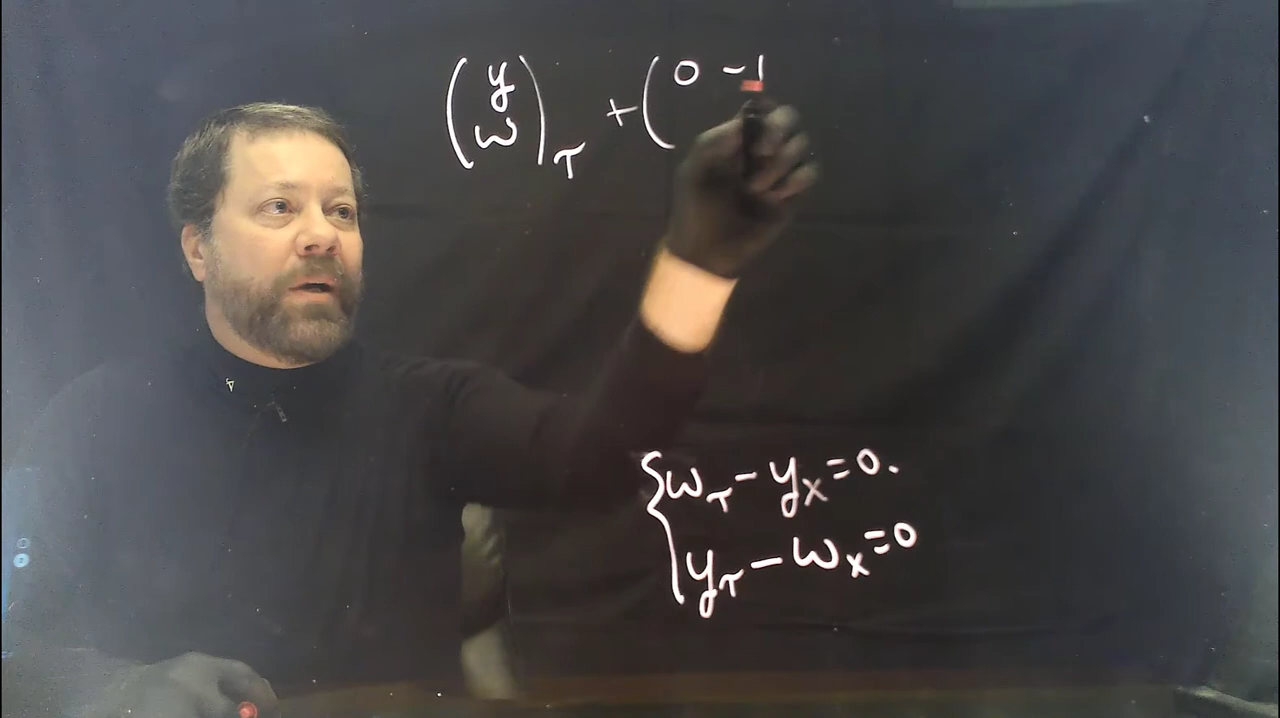 (y w)_τ + (0 -1
{w_τ - y_x = 0.
y_τ - w_x = 0